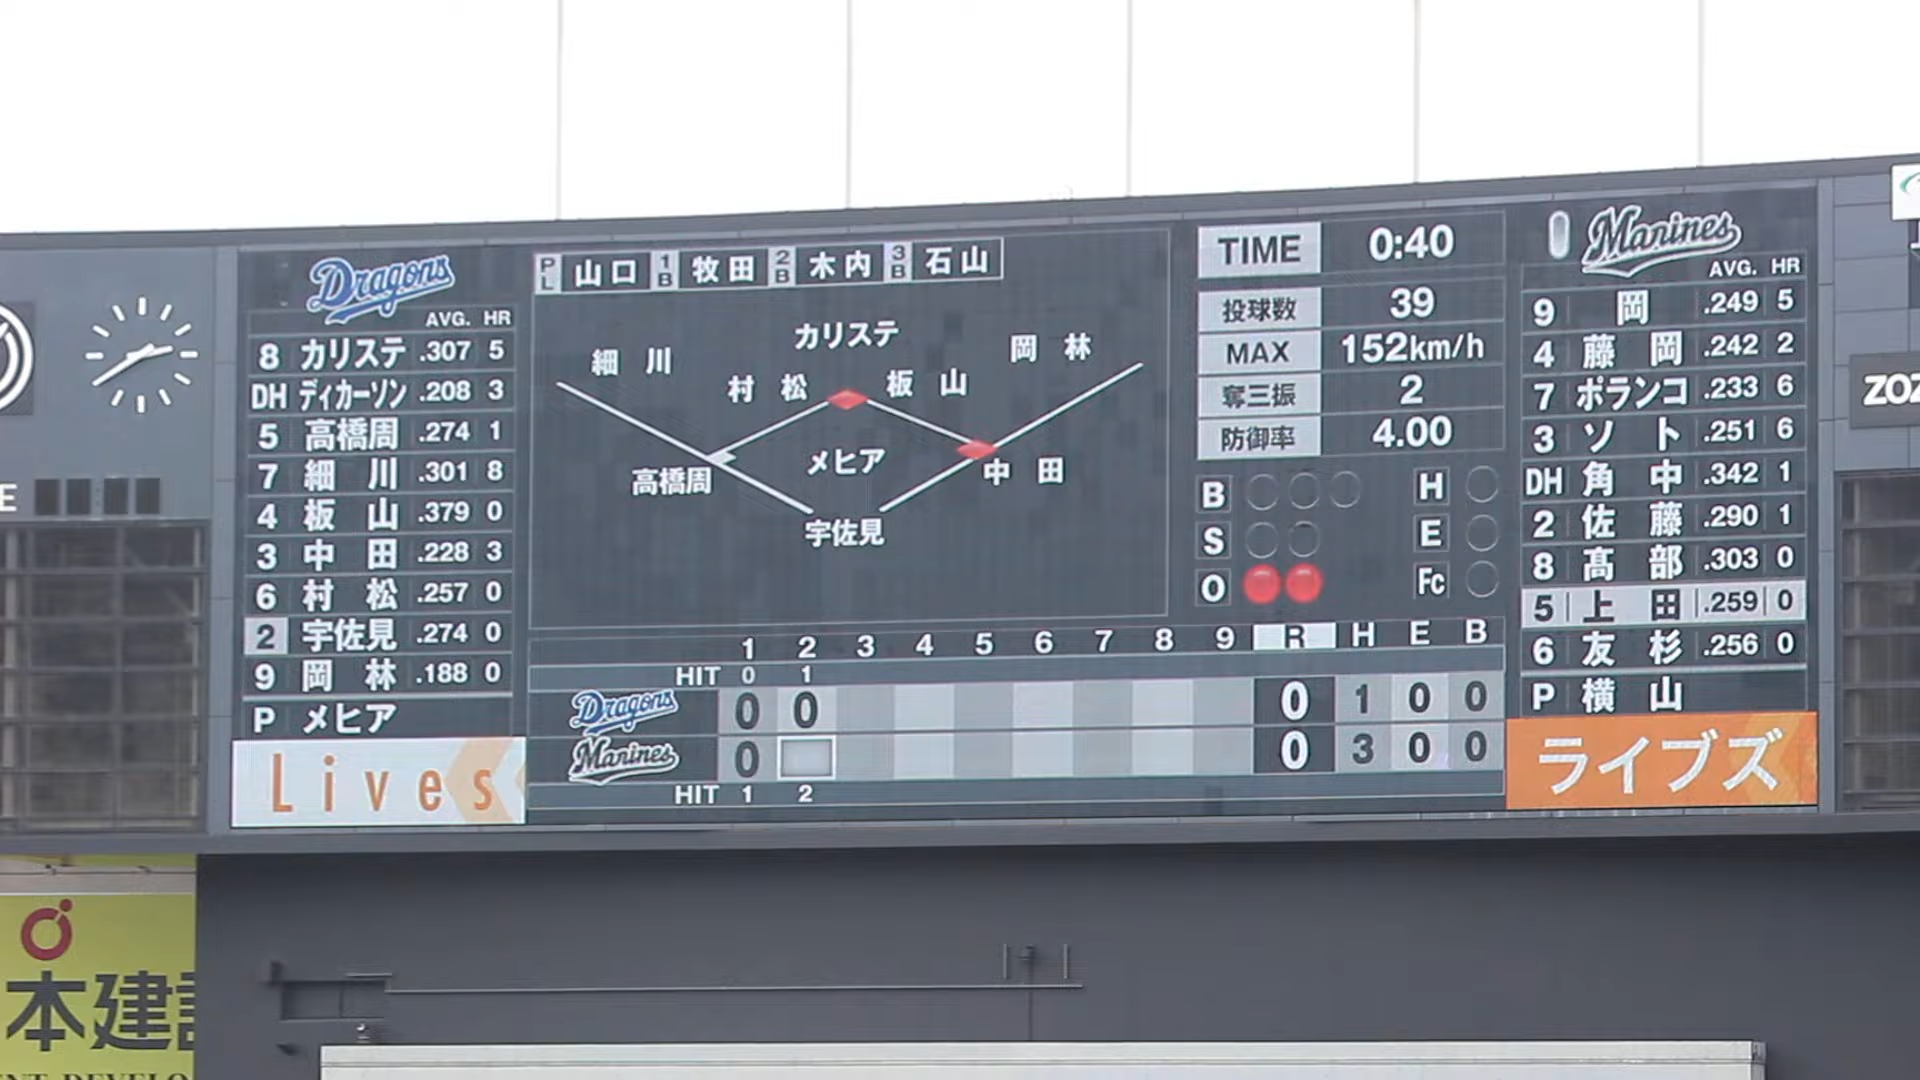 Dragons
AVG. HR
8 カリステ .307 5
DH ディカーソン .208 3
5 高橋周 .274 1
7 細川 .301 8
4 板山 .379 0
3 中田 .228 3
6 村松 .257 0
2 宇佐見 .274 0
9 岡林 .188 0
P メヒア
Lives
PL 山口 1B 牧田 2B 木内 3B 石山
カリステ
細川 岡林
村松 板山
メヒア
高橋周 中田
宇佐見
TIME 0:40
投球数 39
MAX 152km/h
奪三振 2
防御率 4.00
B H
S E
O Fc
1 2 3 4 5 6 7 8 9 R H E B
HIT 0 1
Dragons 0 0 0 1 0 0
Marines 0 0 3 0 0
HIT 1 2
Marines
AVG. HR
9 岡 .249 5
4 藤岡 .242 2
7 ポランコ .233 6
3 ソト .251 6
DH 角中 .342 1
2 佐藤 .290 1
8 髙部 .303 0
5 上田 .259 0
6 友杉 .256 0
P 横山
ライブズ
E
ZOZ
本建設